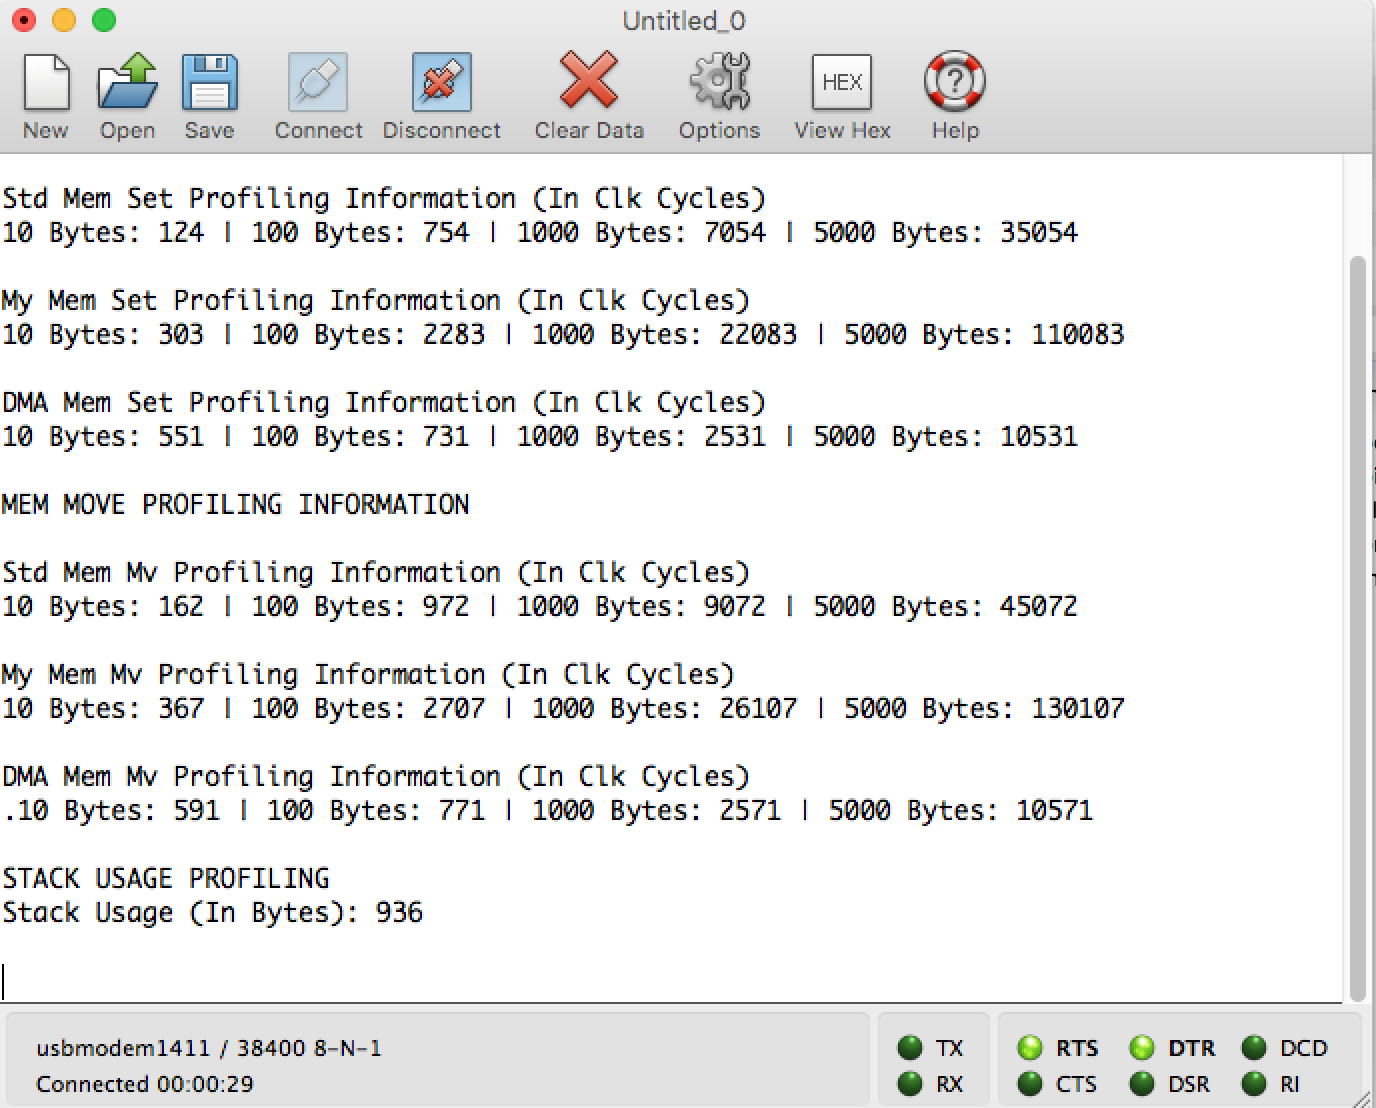 Untitled_0
New Open Save Connect Disconnect Clear Data Options HEX View Hex ? Help
Std Mem Set Profiling Information (In Clk Cycles)
10 Bytes: 124 | 100 Bytes: 754 | 1000 Bytes: 7054 | 5000 Bytes: 35054
My Mem Set Profiling Information (In Clk Cycles)
10 Bytes: 303 | 100 Bytes: 2283 | 1000 Bytes: 22083 | 5000 Bytes: 110083
DMA Mem Set Profiling Information (In Clk Cycles)
10 Bytes: 551 | 100 Bytes: 731 | 1000 Bytes: 2531 | 5000 Bytes: 10531
MEM MOVE PROFILING INFORMATION
Std Mem Mv Profiling Information (In Clk Cycles)
10 Bytes: 162 | 100 Bytes: 972 | 1000 Bytes: 9072 | 5000 Bytes: 45072
My Mem Mv Profiling Information (In Clk Cycles)
10 Bytes: 367 | 100 Bytes: 2707 | 1000 Bytes: 26107 | 5000 Bytes: 130107
DMA Mem Mv Profiling Information (In Clk Cycles)
.10 Bytes: 591 | 100 Bytes: 771 | 1000 Bytes: 2571 | 5000 Bytes: 10571
STACK USAGE PROFILING
Stack Usage (In Bytes): 936
usbmodem1411 / 38400 8-N-1 TX RTS DTR DCD
Connected 00:00:29 RX CTS DSR RI